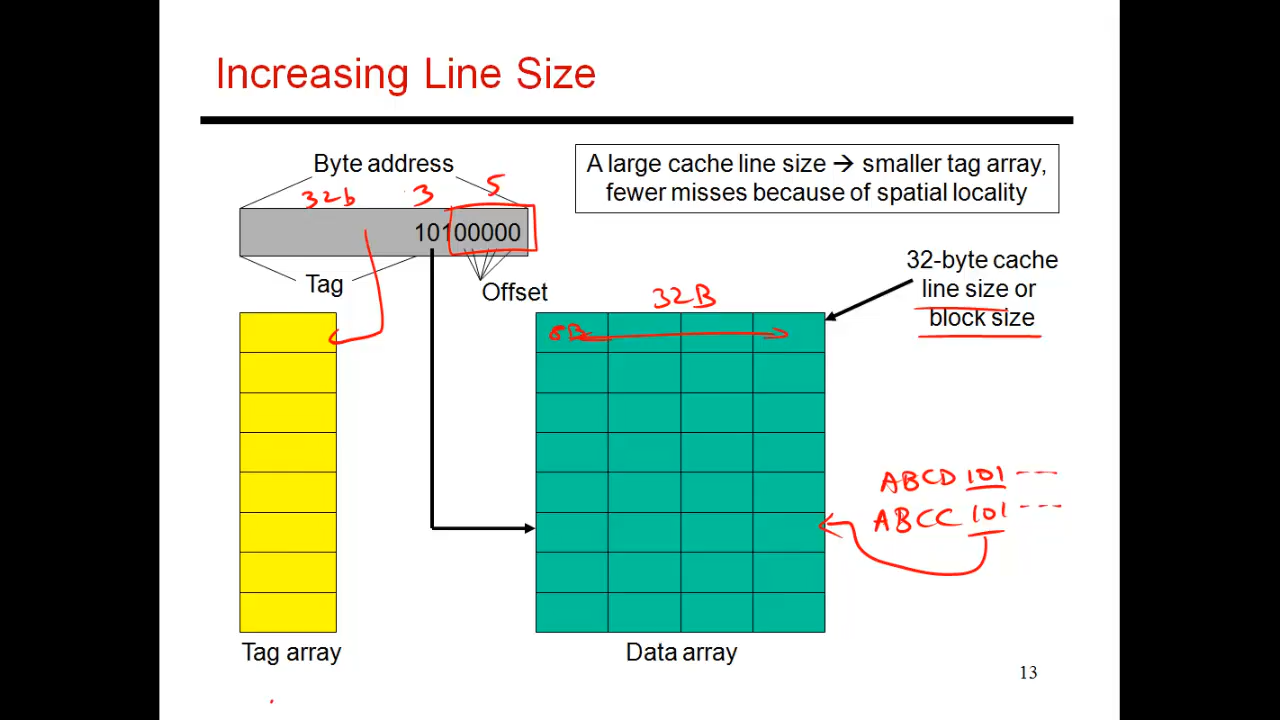 Increasing Line Size
Byte address
A large cache line size → smaller tag array,
fewer misses because of spatial locality
32b 3 5
10100000
Tag
Offset
32-byte cache
line size or
block size
32B
8B
ABCD 101 ---
ABCC 101 ---
Tag array
Data array
13